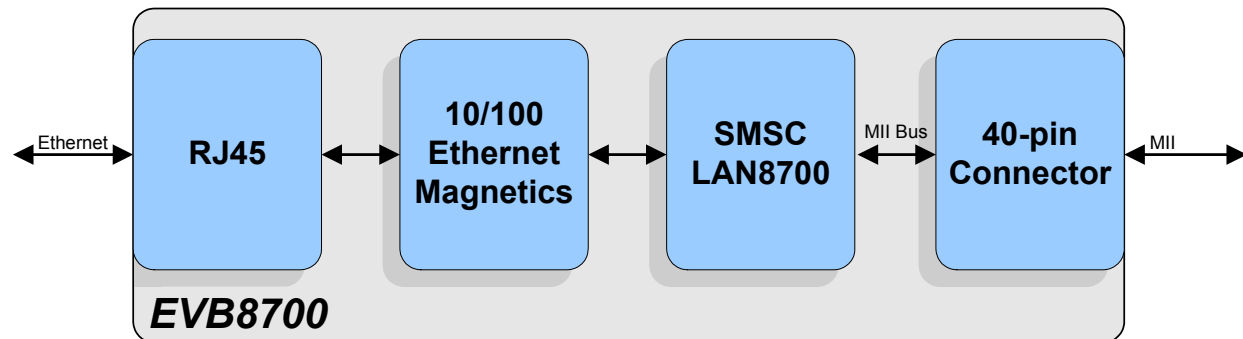 Ethernet
RJ45
10/100
Ethernet
Magnetics
SMSC
LAN8700
MII Bus
40-pin
Connector
MII
EVB8700